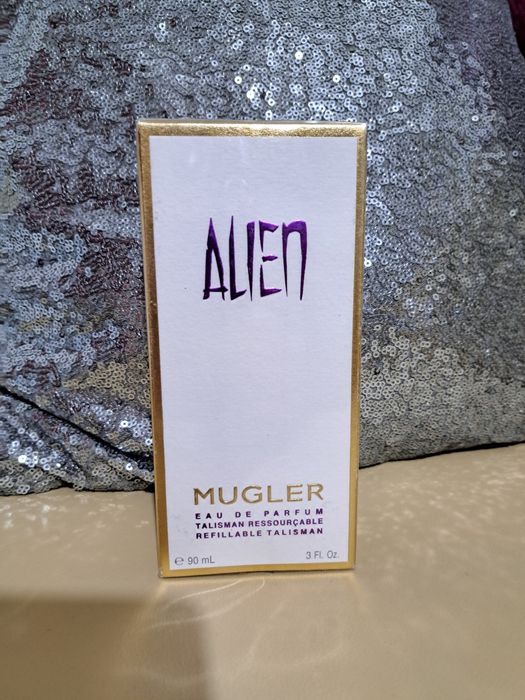 ALIEN
MUGLER
EAU DE PARFUM
TALISMAN RESSOURÇABLE
REFILLABLE TALISMAN
℮ 90 mL 3 Fl. Oz.